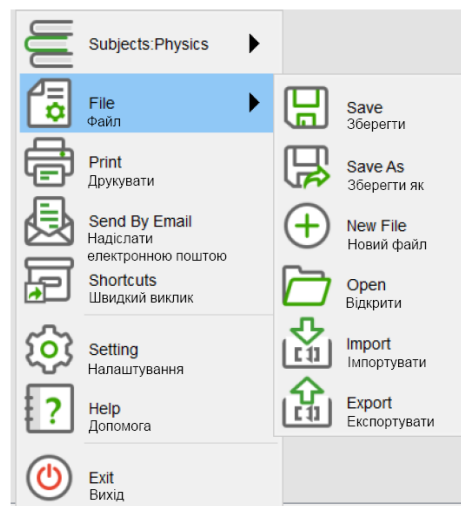 Subjects:Physics
File
Файл
Print
Друкувати
Send By Email
Надіслати
електронною поштою
Shortcuts
Швидкий виклик
Setting
Налаштування
Help
Допомога
Exit
Вихід
Save
Зберегти
Save As
Зберегти як
New File
Новий файл
Open
Відкрити
Import
Імпортувати
Export
Експортувати